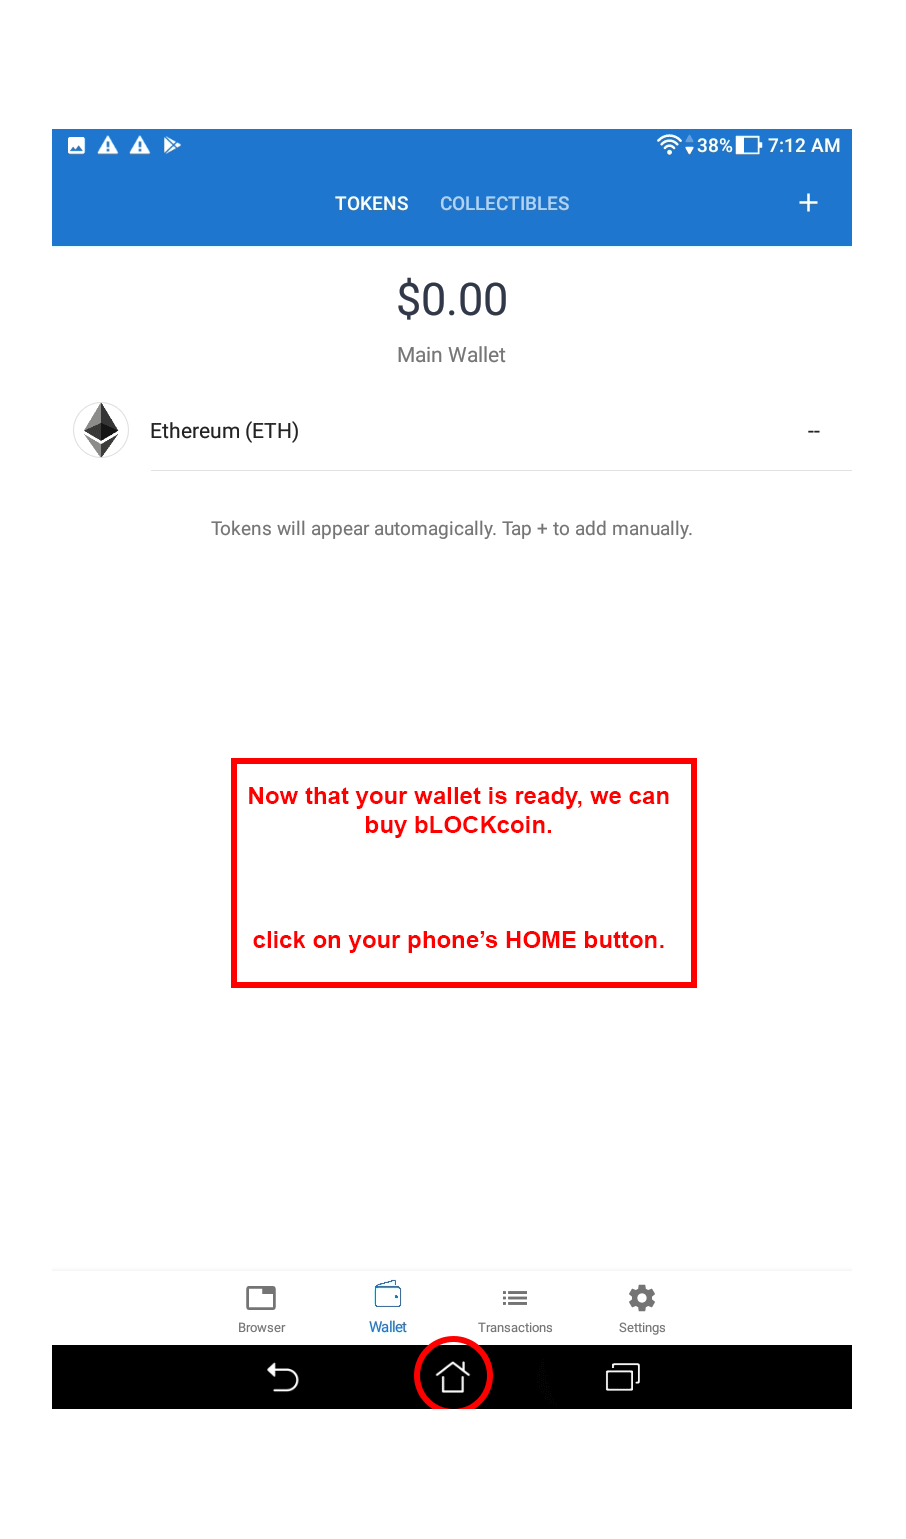 38% 7:12 AM
TOKENS COLLECTIBLES +
$0.00
Main Wallet
Ethereum (ETH) --
Tokens will appear automagically. Tap + to add manually.
Now that your wallet is ready, we can
buy bLOCKcoin.
click on your phone’s HOME button.
Browser Wallet Transactions Settings